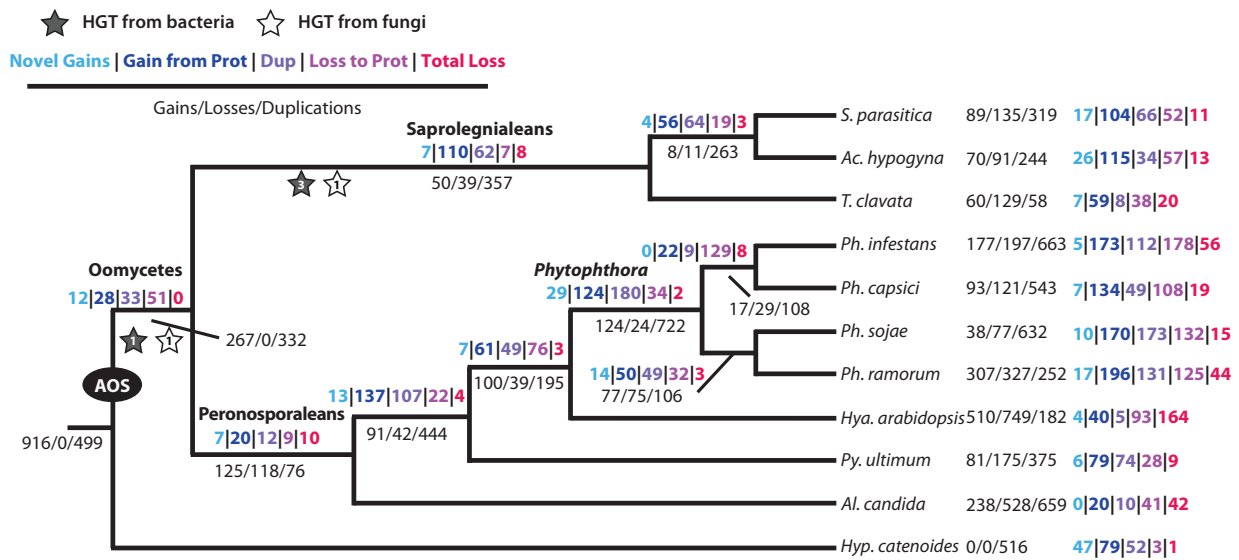 HGT from bacteria HGT from fungi
Novel Gains | Gain from Prot | Dup | Loss to Prot | Total Loss
Gains/Losses/Duplications
Saprolegnialeans
7|110|62|7|8
3 1
50/39/357
4|56|64|19|3
8/11/263
S. parasitica 89/135/319 17|104|66|52|11
Ac. hypogyna 70/91/244 26|115|34|57|13
T. clavata 60/129/58 7|59|8|38|20
Oomycetes
12|28|33|51|0
1 1
267/0/332
AOS
916/0/499
Peronosporaleans
7|20|12|9|10
125/118/76
13|137|107|22|4
91/42/444
7|61|49|76|3
100/39/195
Phytophthora
29|124|180|34|2
124/24/722
0|22|9|129|8
17/29/108
14|50|49|32|3
77/75/106
Ph. infestans 177/197/663 5|173|112|178|56
Ph. capsici 93/121/543 7|134|49|108|19
Ph. sojae 38/77/632 10|170|173|132|15
Ph. ramorum 307/327/252 17|196|131|125|44
Hya. arabidopsis 510/749/182 4|40|5|93|164
Py. ultimum 81/175/375 6|79|74|28|9
Al. candida 238/528/659 0|20|10|41|42
Hyp. catenoides 0/0/516 47|79|52|3|1